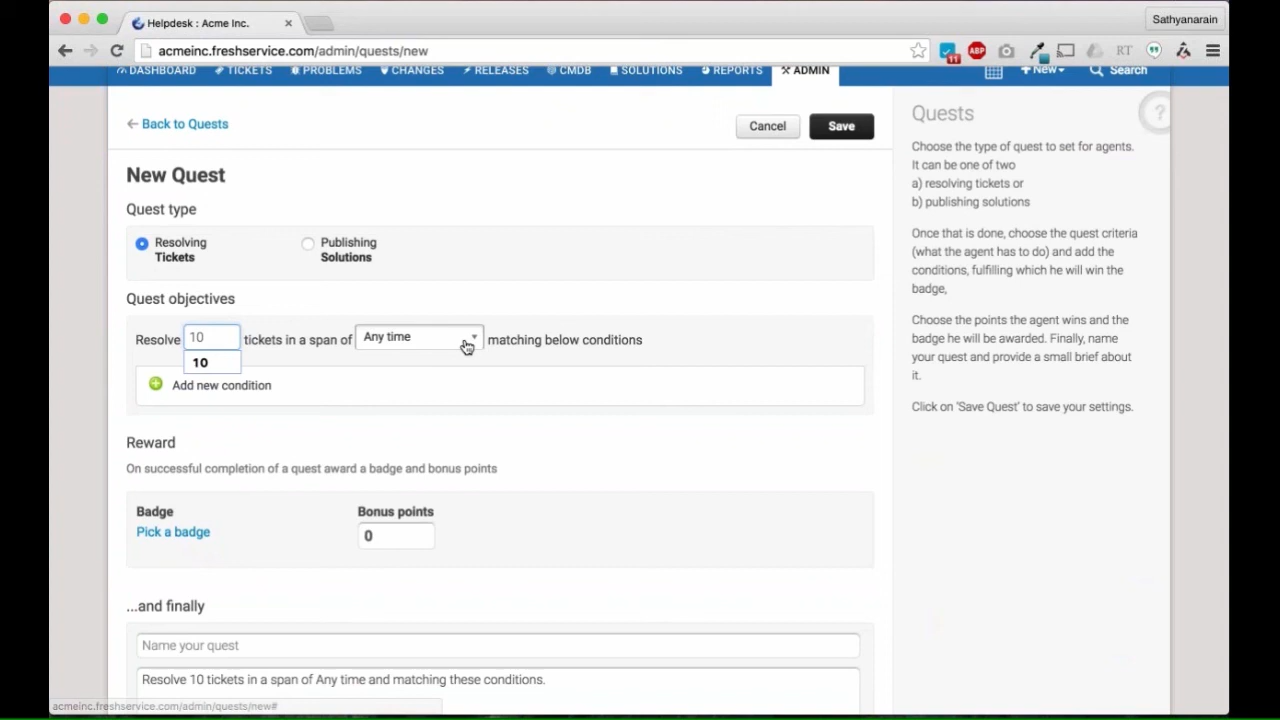 Helpdesk : Acme Inc.
Sathyanarain
acmeinc.freshservice.com/admin/quests/new
ABP
11
RT
DASHBOARD
TICKETS
PROBLEMS
CHANGES
RELEASES
CMDB
SOLUTIONS
REPORTS
ADMIN
New
Search
Back to Quests
Cancel
Save
New Quest
Quest type
Resolving
Tickets
Publishing
Solutions
Quest objectives
Resolve 10 tickets in a span of Any time matching below conditions
10
Add new condition
Reward
On successful completion of a quest award a badge and bonus points
Badge
Bonus points
Pick a badge
0
...and finally
Name your quest
Resolve 10 tickets in a span of Any time and matching these conditions.
acmeinc.freshservice.com/admin/quests/new#
Quests
?
Choose the type of quest to set for agents.
It can be one of two
a) resolving tickets or
b) publishing solutions
Once that is done, choose the quest criteria
(what the agent has to do) and add the
conditions, fulfilling which he will win the
badge,
Choose the points the agent wins and the
badge he will be awarded. Finally, name
your quest and provide a small brief about
it.
Click on 'Save Quest' to save your settings.